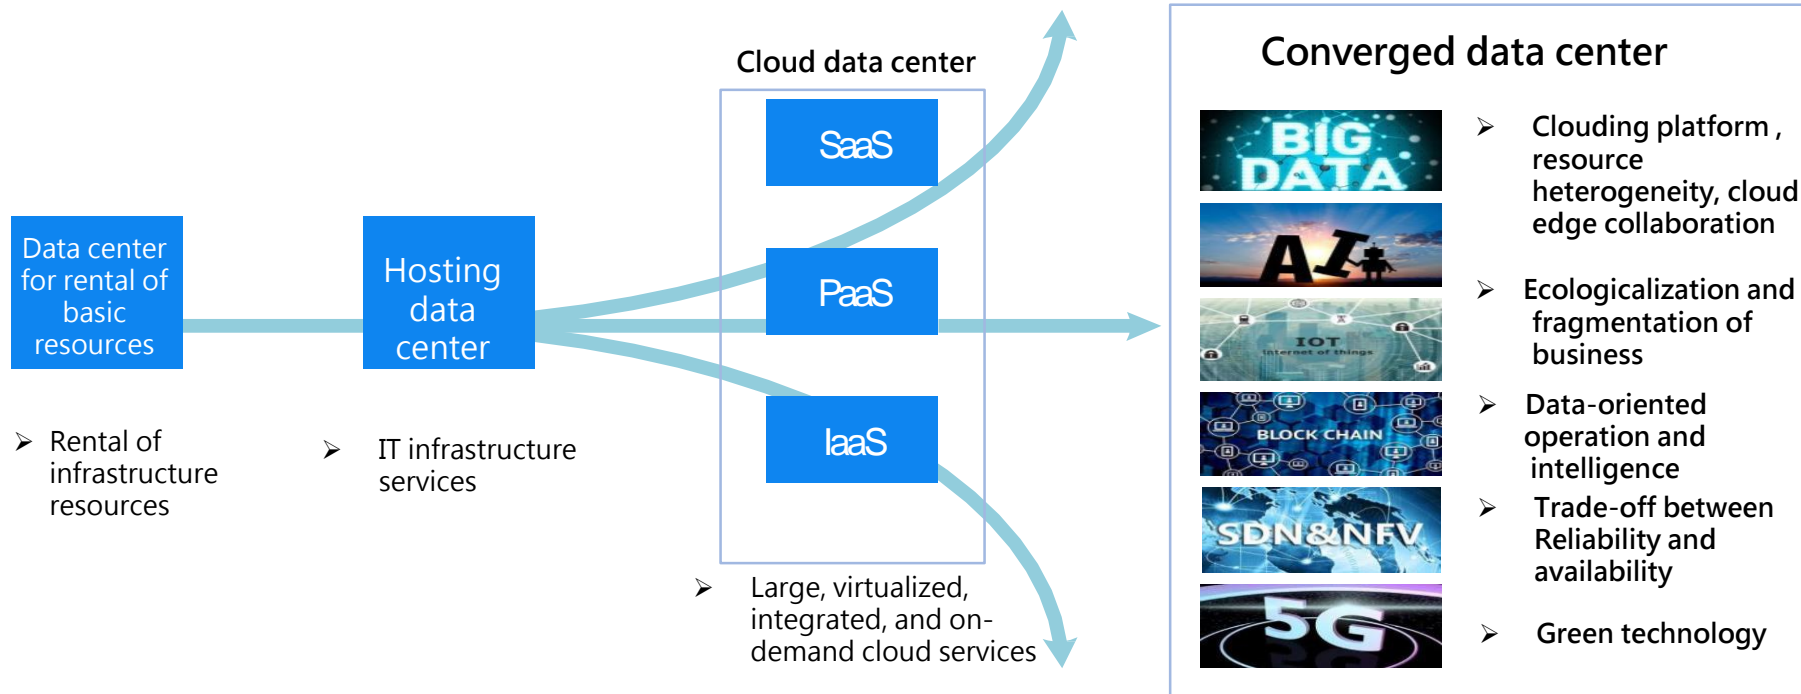 Data center
for rental of
basic
resources
➢ Rental of
infrastructure
resources
Hosting
data
center
➢ IT infrastructure
services
Cloud data center
SaaS
PaaS
IaaS
➢ Large, virtualized,
integrated, and on-
demand cloud services
Converged data center
BIG
DATA
AI
IOT
Internet of things
BLOCK CHAIN
SDN&NFV
5G
➢ Clouding platform ,
resource
heterogeneity, cloud
edge collaboration
➢ Ecologicalization and
fragmentation of
business
➢ Data-oriented
operation and
intelligence
➢ Trade-off between
Reliability and
availability
➢ Green technology